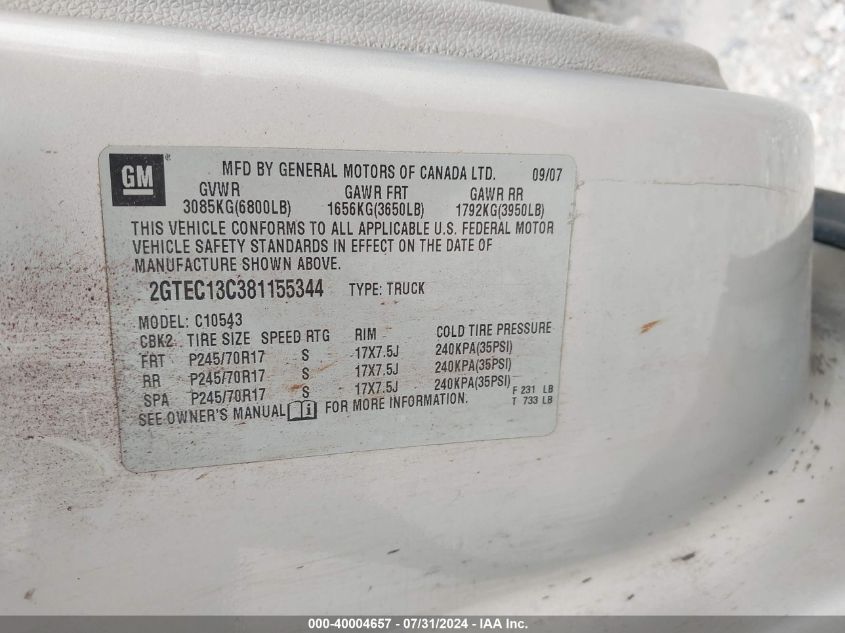 GM ® MFD BY GENERAL MOTORS OF CANADA LTD. 09/07
GVWR GAWR FRT GAWR RR
3085KG(6800LB) 1656KG(3650LB) 1792KG(3950LB)
THIS VEHICLE CONFORMS TO ALL APPLICABLE U.S. FEDERAL MOTOR
VEHICLE SAFETY STANDARDS IN EFFECT ON THE DATE OF
MANUFACTURE SHOWN ABOVE.
2GTEC13C381155344 TYPE: TRUCK
MODEL: C10543
CBK2 TIRE SIZE SPEED RTG RIM COLD TIRE PRESSURE
FRT P245/70R17 S 17X7.5J 240KPA(35PSI)
RR P245/70R17 S 17X7.5J 240KPA(35PSI)
SPA P245/70R17 S 17X7.5J 240KPA(35PSI) F 231 LB
SEE OWNER'S MANUAL i FOR MORE INFORMATION. T 733 LB
000-40004657 - 07/31/2024 - IAA Inc.